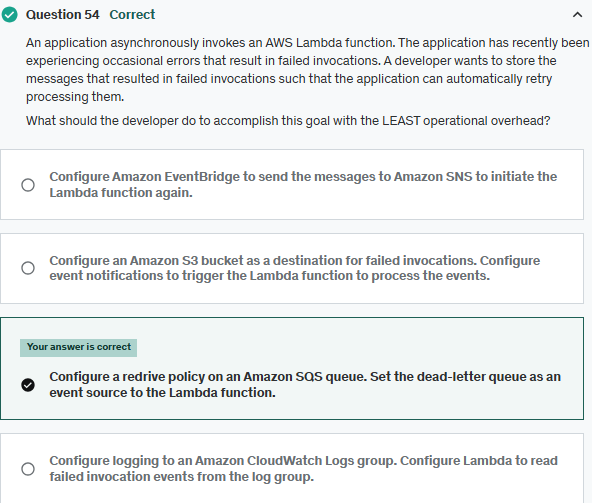 Question 54 Correct
An application asynchronously invokes an AWS Lambda function. The application has recently been
experiencing occasional errors that result in failed invocations. A developer wants to store the
messages that resulted in failed invocations such that the application can automatically retry
processing them.
What should the developer do to accomplish this goal with the LEAST operational overhead?
Configure Amazon EventBridge to send the messages to Amazon SNS to initiate the
Lambda function again.
Configure an Amazon S3 bucket as a destination for failed invocations. Configure
event notifications to trigger the Lambda function to process the events.
Your answer is correct
Configure a redrive policy on an Amazon SQS queue. Set the dead-letter queue as an
event source to the Lambda function.
Configure logging to an Amazon CloudWatch Logs group. Configure Lambda to read
failed invocation events from the log group.